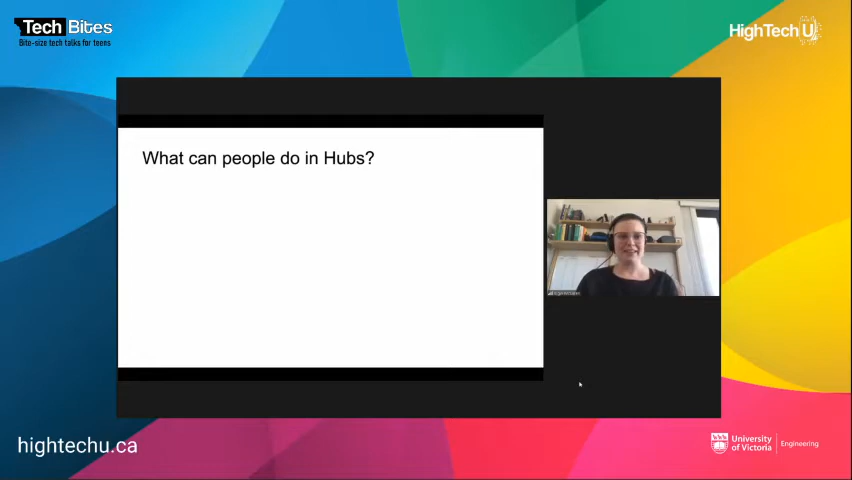 Tech Bites
Bite-size tech talks for teens
HighTechU
What can people do in Hubs?
hightechu.ca
University
of Victoria
Engineering